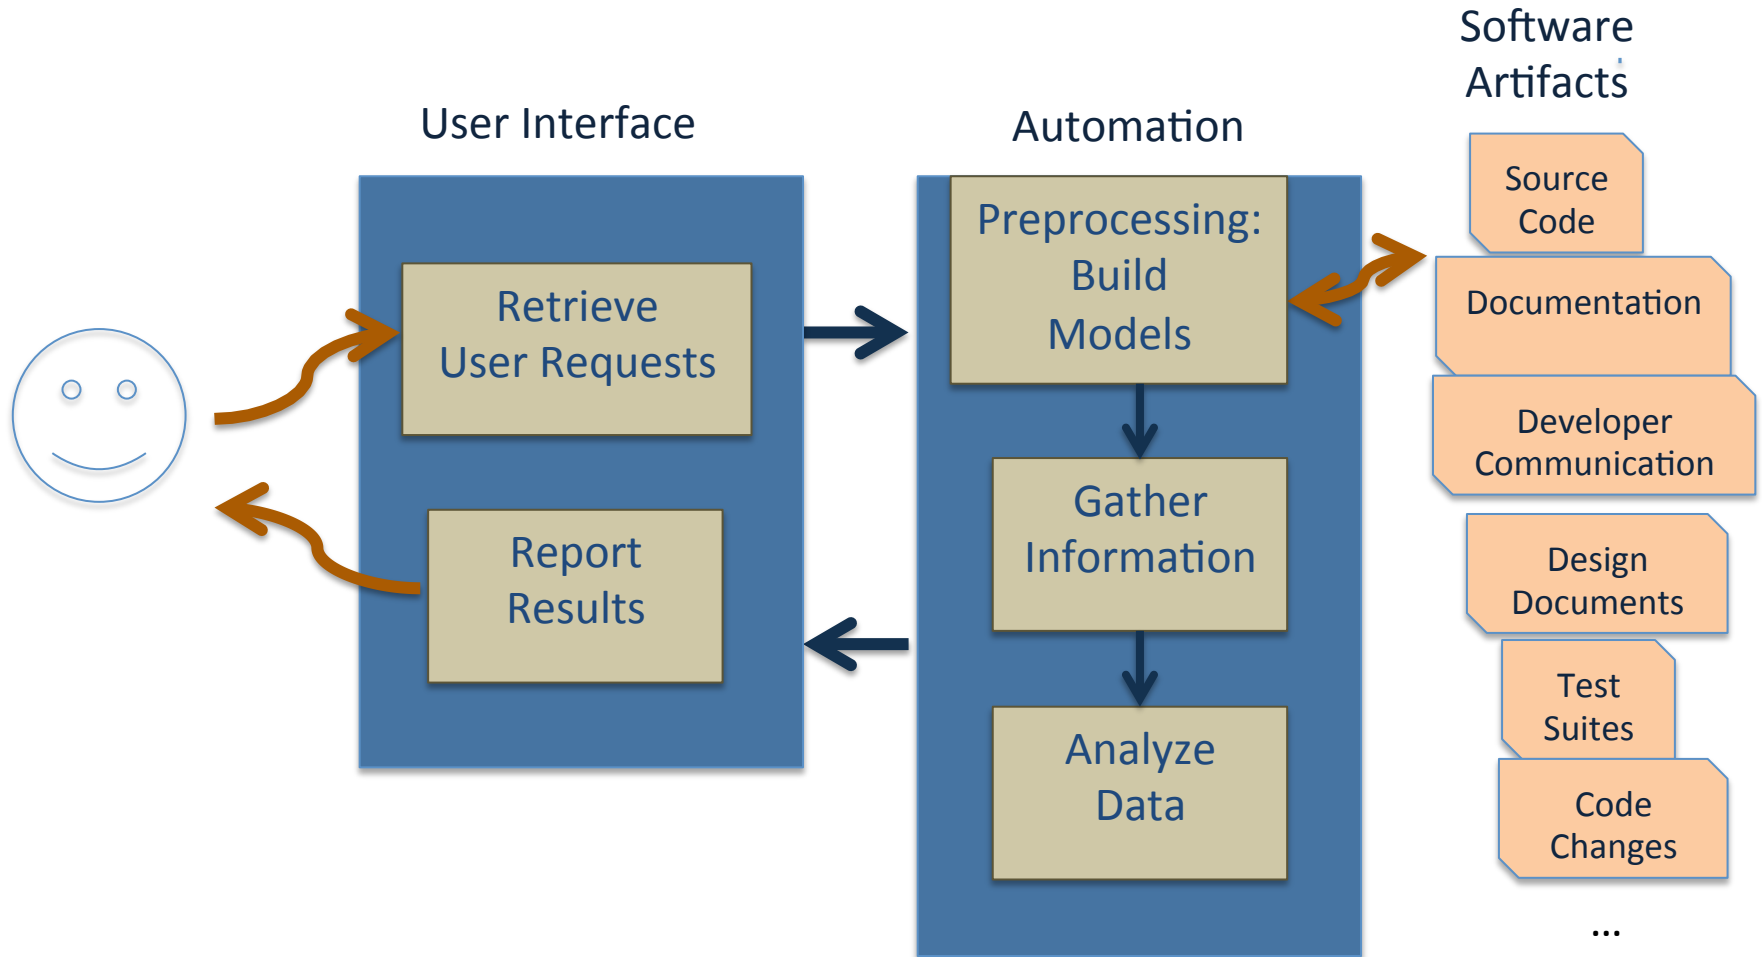 Software
Artifacts
User Interface
Automation
Retrieve
User Requests
Report
Results
Preprocessing:
Build
Models
Gather
Information
Analyze
Data
Source
Code
Documentation
Developer
Communication
Design
Documents
Test
Suites
Code
Changes
...